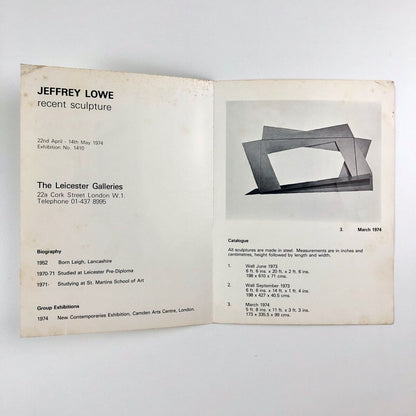 JEFFREY LOWE
recent sculpture
22nd April - 14th May 1974
Exhibition No. 1410
The Leicester Galleries
22a Cork Street London W.1.
Telephone 01-437 8995
Biography
1952 Born Leigh, Lancashire
1970-71 Studied at Leicester Pre-Diploma
1971- Studying at St. Martins School of Art
Group Exhibitions
1974 New Contemporaries Exhibition, Camden Arts Centre, London.
3. March 1974
Catalogue
All sculptures are made in steel. Measurements are in inches and
centimetres, height followed by length and width.
1. Wall June 1973
6 ft. 6 ins. x 20 ft. x 2 ft. 6 ins.
198 x 610 x 71 cms.
2. Wall September 1973
6 ft. 6 ins. x 14 ft. x 1 ft. 4 ins.
198 x 427 x 40.5 cms.
3. March 1974
5 ft. 8 ins. x 11 ft. x 3 ft. 3 ins.
173 x 335.5 x 99 cms.